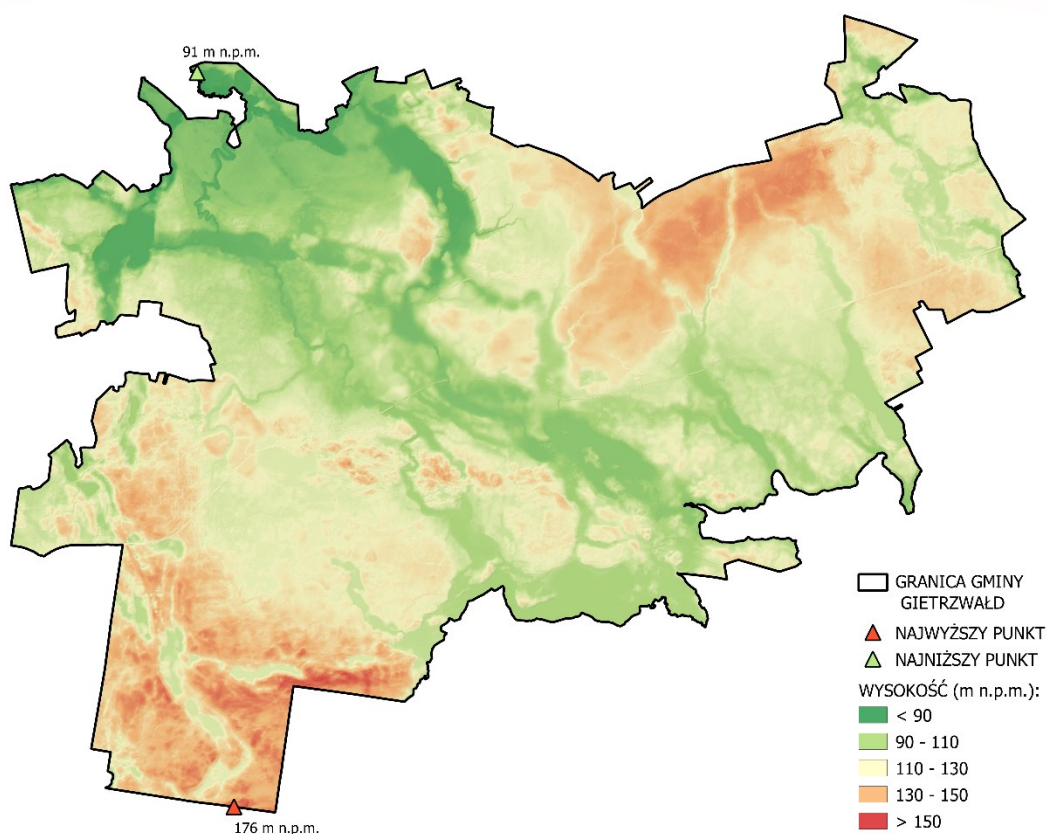 91 m n.p.m.
GRANICA GMINY
GIETRZWAŁD
NAJWYŻSZY PUNKT
NAJNIŻSZY PUNKT
WYSOKOŚĆ (m n.p.m.):
< 90
90 - 110
110 - 130
130 - 150
> 150
176 m n.p.m.